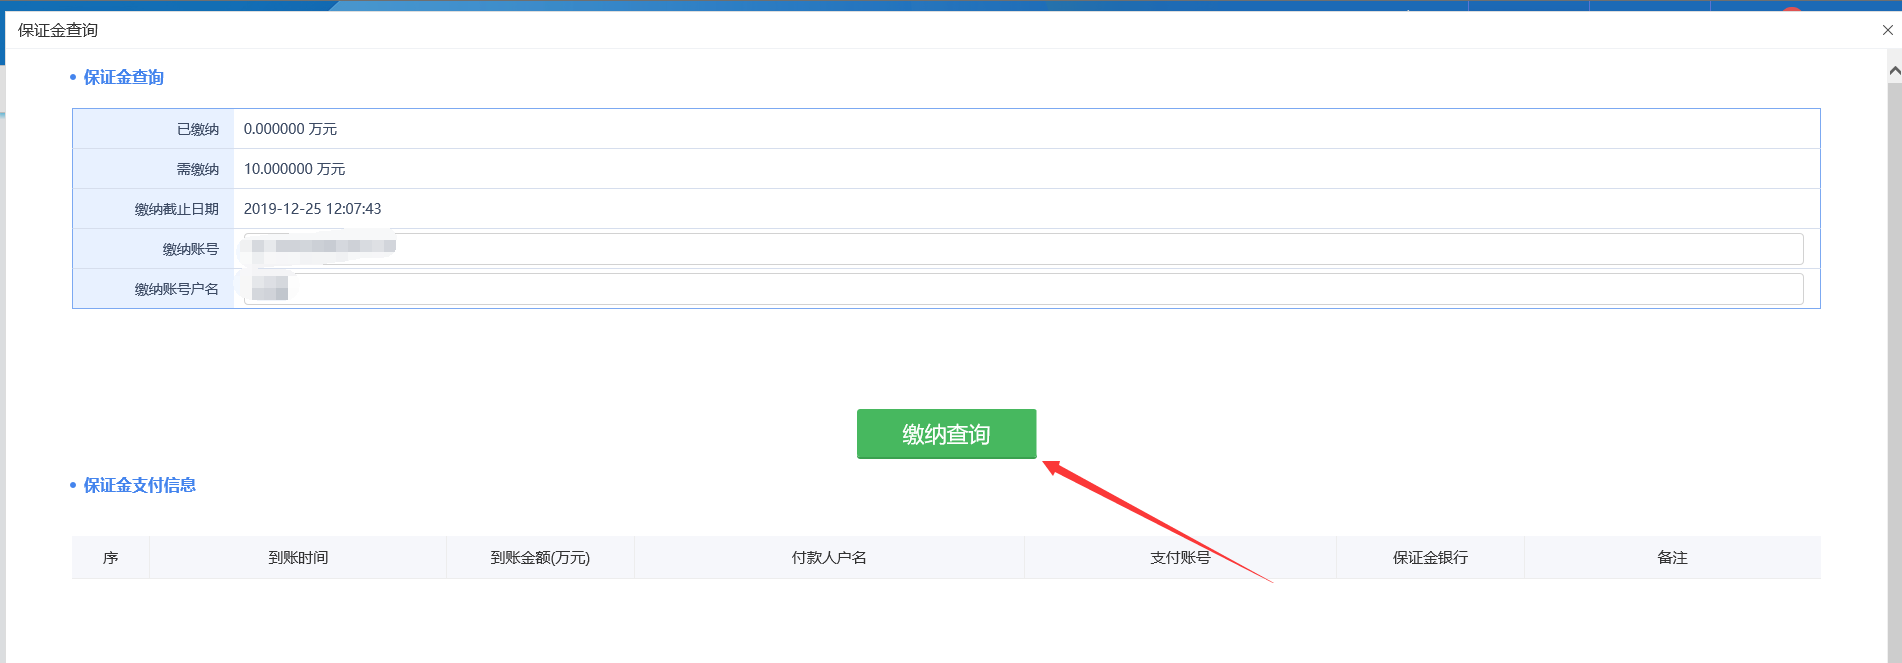 保证金查询
保证金查询
已缴纳 0.000000 万元
需缴纳 10.000000 万元
缴纳截止日期 2019-12-25 12:07:43
缴纳账号
缴纳账号户名
缴纳查询
保证金支付信息
序 到账时间 到账金额(万元) 付款人户名 支付账号 保证金银行 备注